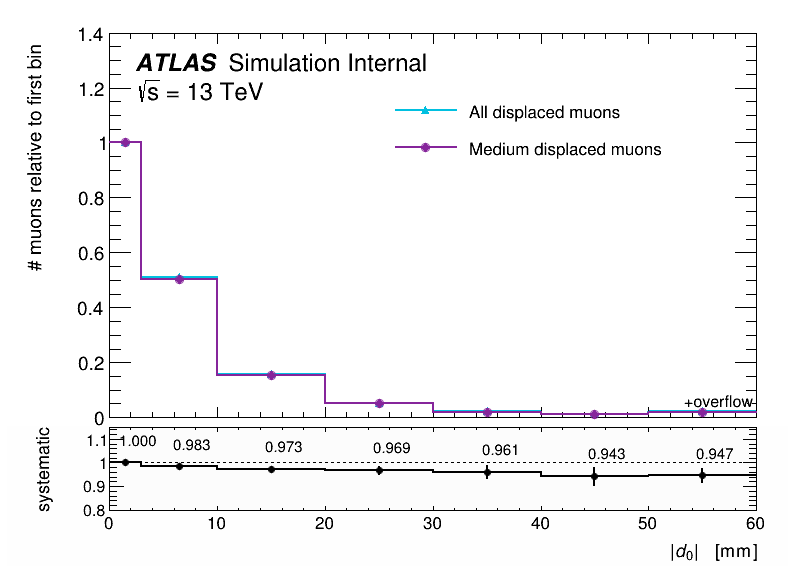 ATLAS Simulation Internal
√s = 13 TeV
All displaced muons
Medium displaced muons
# muons relative to first bin
1.4
1.2
1
0.8
0.6
0.4
0.2
0
+overflow
systematic
1.1
1
0.9
0.8
1.000 0.983 0.973 0.969 0.961 0.943 0.947
0 10 20 30 40 50 60
|d₀| [mm]